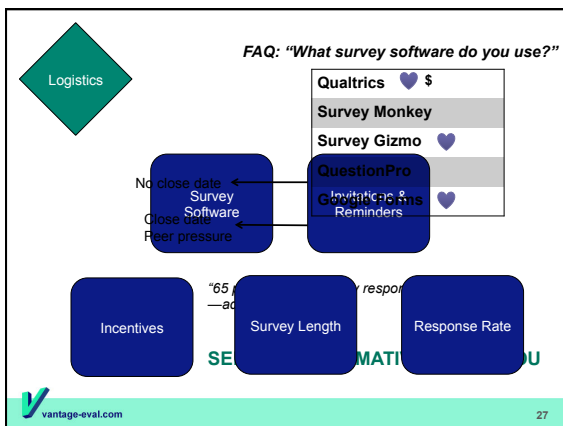 FAQ: “What survey software do you use?”
Logistics
Qualtrics $
Survey Monkey
Survey Gizmo
QuestionPro
Google Forms
No close date
Survey
Software
Invitations &
Reminders
Close date
Peer pressure
“65 respon
Incentives
Survey Length
Response Rate
vantage-eval.com
27